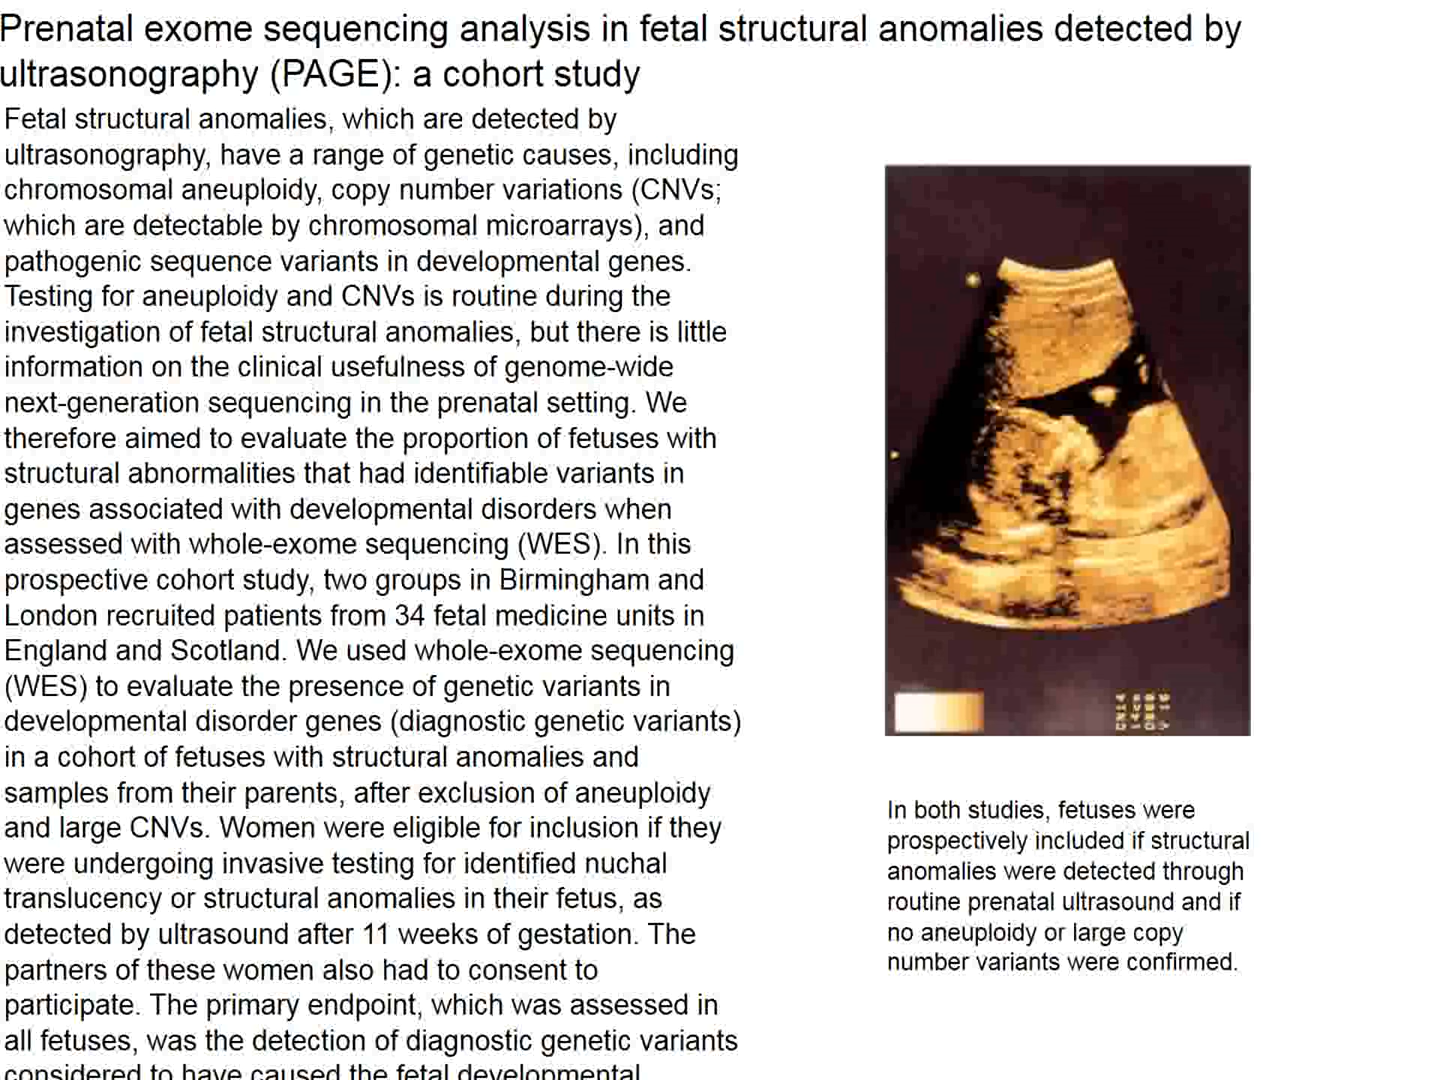 Prenatal exome sequencing analysis in fetal structural anomalies detected by
ultrasonography (PAGE): a cohort study
Fetal structural anomalies, which are detected by
ultrasonography, have a range of genetic causes, including
chromosomal aneuploidy, copy number variations (CNVs;
which are detectable by chromosomal microarrays), and
pathogenic sequence variants in developmental genes.
Testing for aneuploidy and CNVs is routine during the
investigation of fetal structural anomalies, but there is little
information on the clinical usefulness of genome-wide
next-generation sequencing in the prenatal setting. We
therefore aimed to evaluate the proportion of fetuses with
structural abnormalities that had identifiable variants in
genes associated with developmental disorders when
assessed with whole-exome sequencing (WES). In this
prospective cohort study, two groups in Birmingham and
London recruited patients from 34 fetal medicine units in
England and Scotland. We used whole-exome sequencing
(WES) to evaluate the presence of genetic variants in
developmental disorder genes (diagnostic genetic variants)
in a cohort of fetuses with structural anomalies and
samples from their parents, after exclusion of aneuploidy
and large CNVs. Women were eligible for inclusion if they
were undergoing invasive testing for identified nuchal
translucency or structural anomalies in their fetus, as
detected by ultrasound after 11 weeks of gestation. The
partners of these women also had to consent to
participate. The primary endpoint, which was assessed in
all fetuses, was the detection of diagnostic genetic variants
considered to have caused the fetal developmental
In both studies, fetuses were
prospectively included if structural
anomalies were detected through
routine prenatal ultrasound and if
no aneuploidy or large copy
number variants were confirmed.